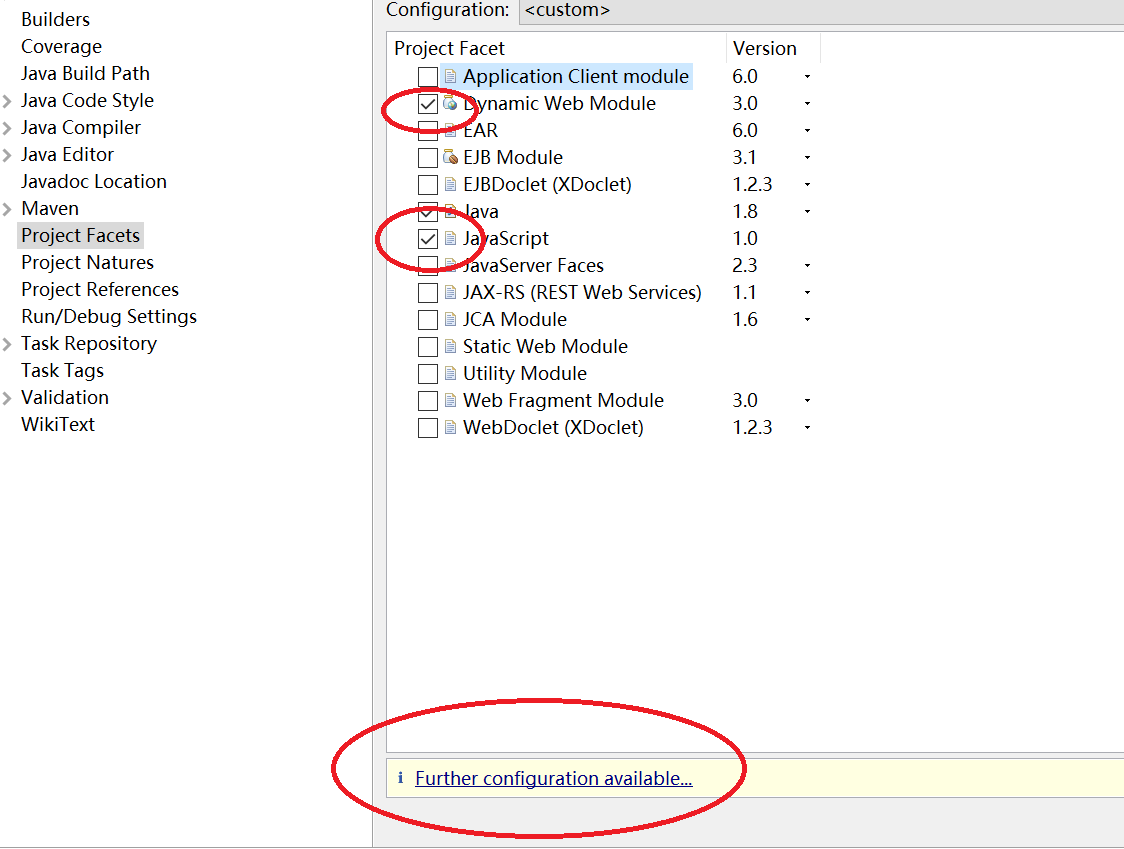 Builders
Coverage
Java Build Path
Java Code Style
Java Compiler
Java Editor
Javadoc Location
Maven
Project Facets
Project Natures
Project References
Run/Debug Settings
Task Repository
Task Tags
Validation
WikiText
Configuration: <custom>
Project Facet Version
Application Client module 6.0
Dynamic Web Module 3.0
EAR 6.0
EJB Module 3.1
EJBDoclet (XDoclet) 1.2.3
Java 1.8
JavaScript 1.0
JavaServer Faces 2.3
JAX-RS (REST Web Services) 1.1
JCA Module 1.6
Static Web Module
Utility Module
Web Fragment Module 3.0
WebDoclet (XDoclet) 1.2.3
Further configuration available...